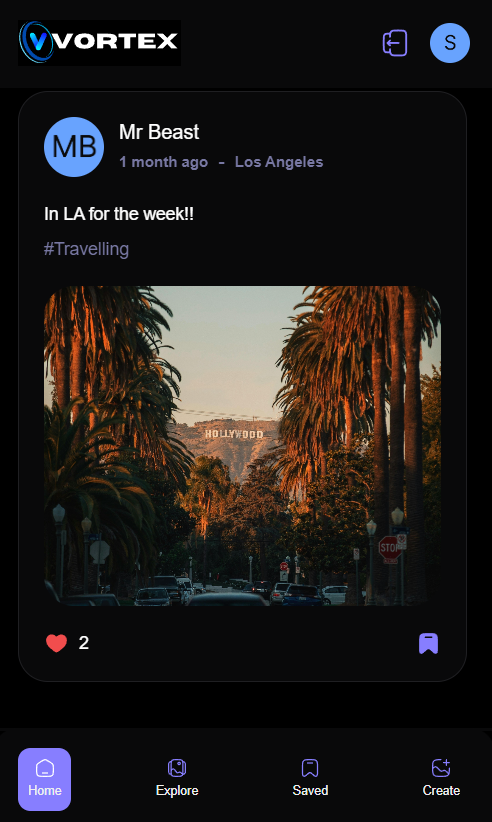 VORTEX
S
MB
Mr Beast
1 month ago - Los Angeles
In LA for the week!!
#Travelling
HOLLYWOOD
STOP
2
Home
Explore
Saved
Create